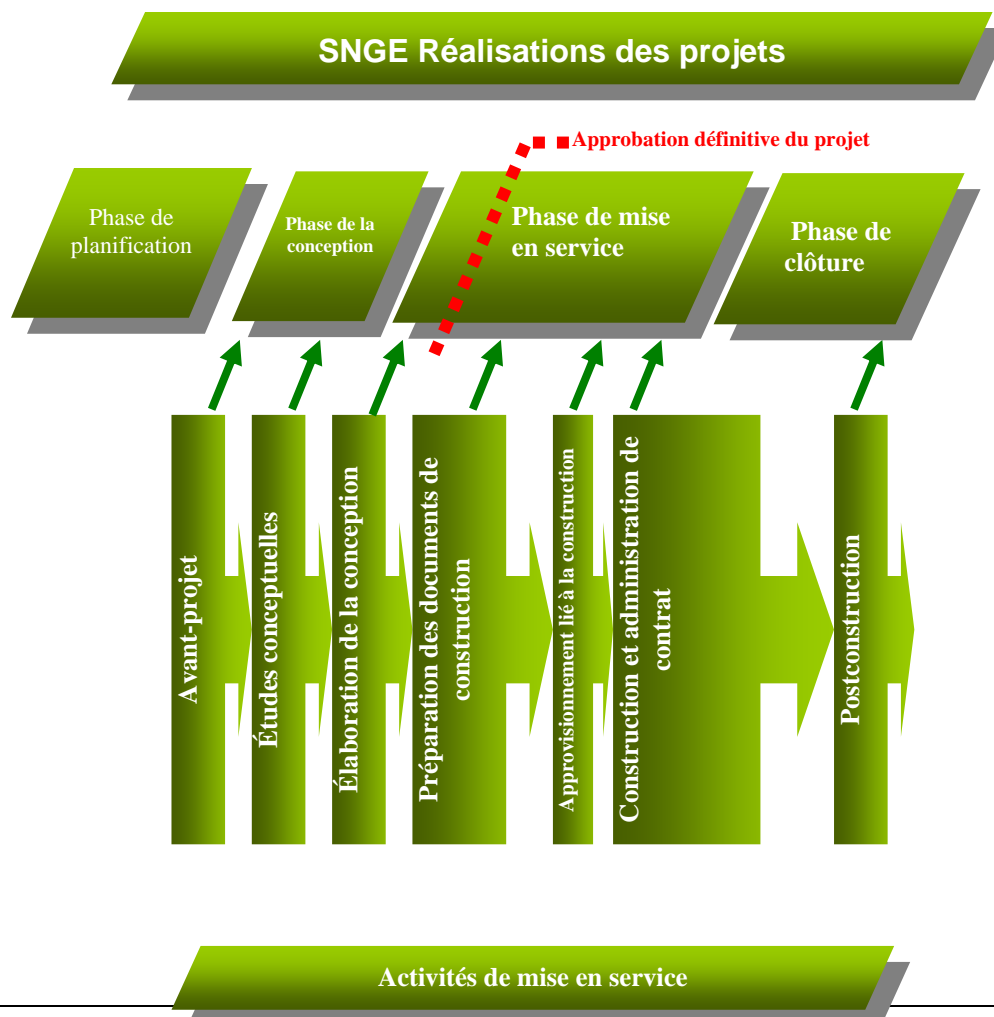 SNGE Réalisations des projets
Approbation définitive du projet
Phase de
planification
Phase de la
conception
Phase de mise
en service
Phase de
clôture
Avant-projet
Études conceptuelles
Élaboration de la conception
Préparation des documents de
construction
Approvisionnement lié à la construction
Construction et administration de
contrat
Postconstruction
Activités de mise en service